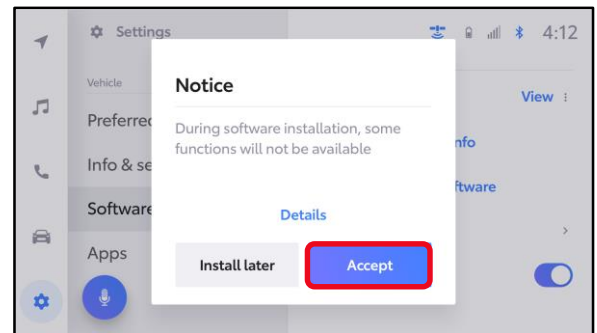 Settings
4:12
Vehicle
View
Preferred
nfo
Info & se
ftware
Software
Apps
Notice
During software installation, some
functions will not be available
Details
Install later Accept